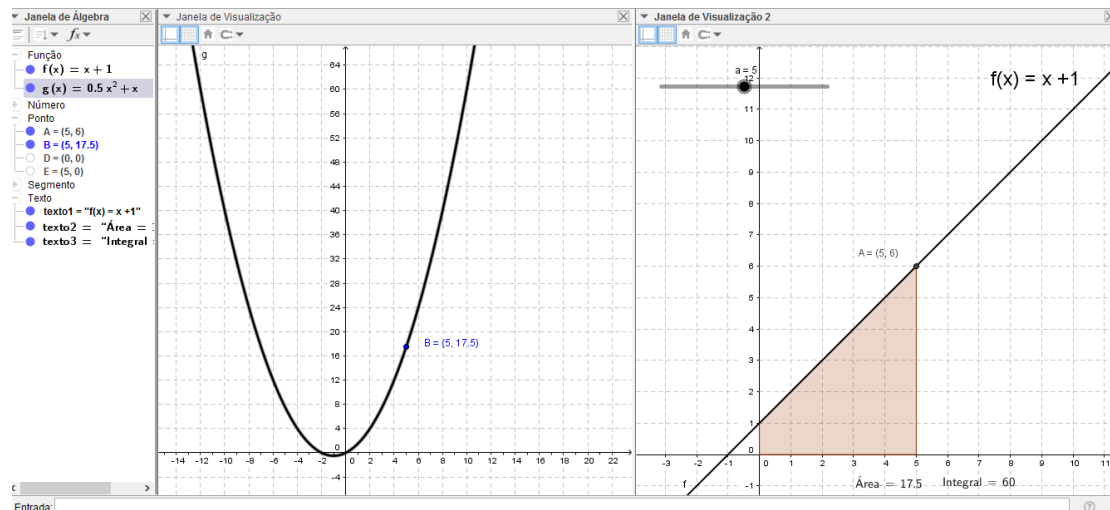 Janela de Álgebra
Função
f(x) = x + 1
g(x) = 0.5 x² + x
Número
Ponto
A = (5, 6)
B = (5, 17.5)
D = (0, 0)
E = (5, 0)
Segmento
Texto
texto1 = "f(x) = x +1"
texto2 = "Área =
texto3 = "Integral =
Janela de Visualização
g
64
60
56
52
48
44
40
36
32
28
24
20
16
12
8
4
0
-4
-14 -12 -10 -8 -6 -4 -2 0 2 4 6 8 10 12 14 16 18 20 22
B = (5, 17.5)
Janela de Visualização 2
a = 5
f(x) = x +1
12
11
10
9
8
7
6
5
4
3
2
1
0
-1
A = (5, 6)
-3 -2 -1 0 1 2 3 4 5 6 7 8 9 10 11
f
Área = 17.5 Integral = 60
Entrada: